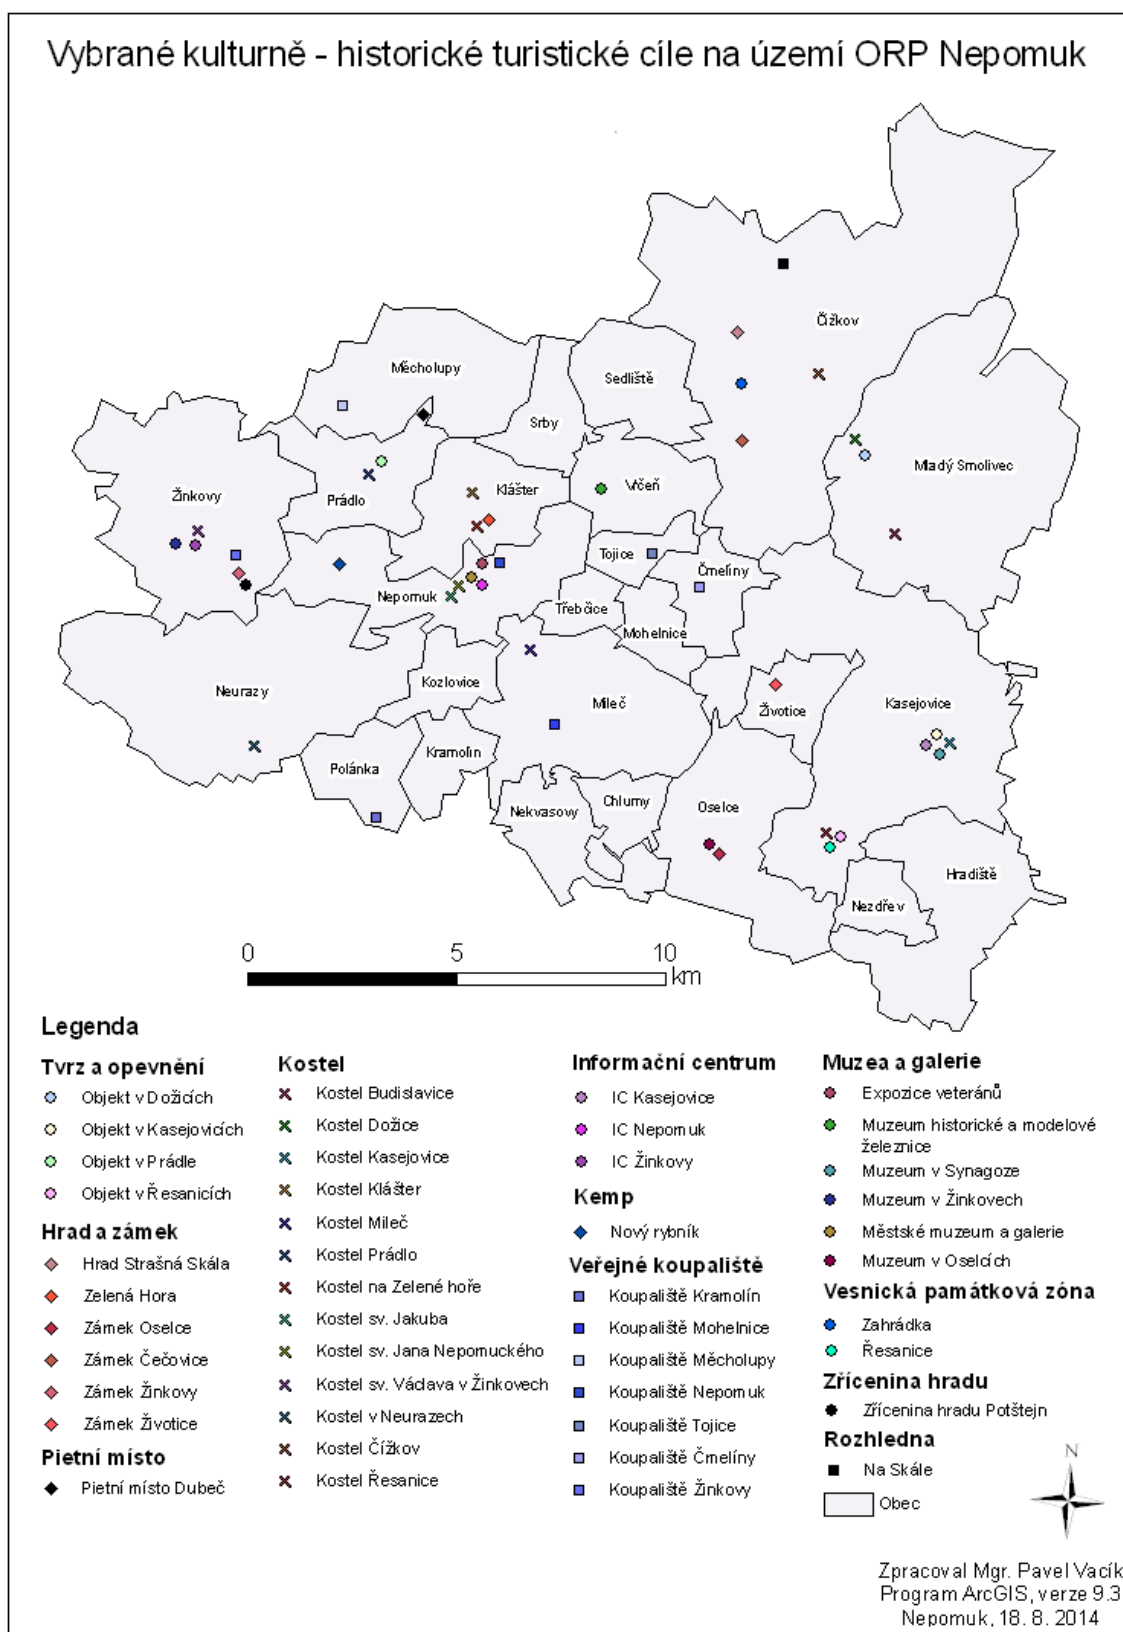 Vybrané kulturně - historické turistické cíle na území ORP Nepomuk
Čížkov
Měcholupy
Sedliště
Srby
Mladý Smolivec
Žinkovy
Prádlo
Klášter
Vrčeň
Tojice
Čmelíny
Nepomuk
Třebčice
Mohelnice
Neurazy
Kozlovice
Mileč
Životice
Kasejovice
Polánka
Kramolín
Nekvasovy
Chlumy
Oselce
Hradiště
Nezdřev
0 5 10
km
Legenda
Tvrz a opevnění
Objekt v Dožicích
Objekt v Kasejovicích
Objekt v Prádle
Objekt v Řesanicích
Hrad a zámek
Hrad Strašná Skála
Zelená Hora
Zámek Oselce
Zámek Čečovice
Zámek Žinkovy
Zámek Životice
Pietní místo
Pietní místo Dubeč
Kostel
Kostel Budislavice
Kostel Dožice
Kostel Kasejovice
Kostel Klášter
Kostel Mileč
Kostel Prádlo
Kostel na Zelené hoře
Kostel sv. Jakuba
Kostel sv. Jana Nepomuckého
Kostel sv. Václava v Žinkovech
Kostel v Neurazech
Kostel Čížkov
Kostel Řesanice
Informační centrum
IC Kasejovice
IC Nepomuk
IC Žinkovy
Kemp
Nový rybník
Veřejné koupaliště
Koupaliště Kramolín
Koupaliště Mohelnice
Koupaliště Měcholupy
Koupaliště Nepomuk
Koupaliště Tojice
Koupaliště Čmelíny
Koupaliště Žinkovy
Muzea a galerie
Expozice veteránů
Muzeum historické a modelové
železnice
Muzeum v Synagoze
Muzeum v Žinkovech
Městské muzeum a galerie
Muzeum v Oselcích
Vesnická památková zóna
Zahrádka
Řesanice
Zřícenina hradu
Zřícenina hradu Potštejn
Rozhledna
Na Skále
Obec
N
Zpracoval Mgr. Pavel Vacík
Program ArcGIS, verze 9.3
Nepomuk, 18. 8. 2014